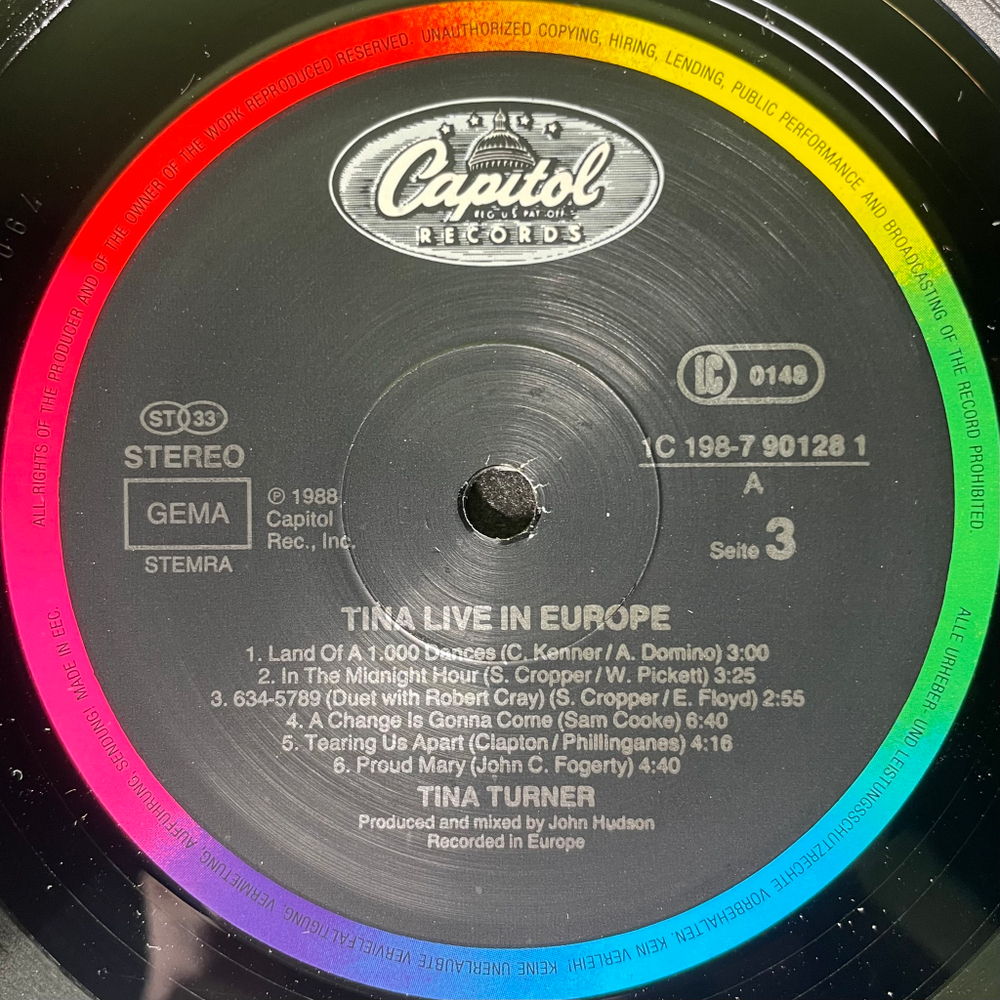 ALL RIGHTS OF THE PRODUCER AND OF THE OWNER OF THE WORK REPRODUCED RESERVED. UNAUTHORIZED COPYING, HIRING, LENDING, PUBLIC PERFORMANCE AND BROADCASTING OF THE RECORD PROHIBITED.
Capitol
REG U S PAT OFF
RECORDS
LC 0148
ST 33
STEREO
GEMA
STEMRA
℗ 1988
Capitol
Rec., Inc.
1C 198-7 90128 1
A
Seite 3
TINA LIVE IN EUROPE
1. Land Of A 1.000 Dances (C. Kenner / A. Domino) 3:00
2. In The Midnight Hour (S. Cropper / W. Pickett) 3:25
3. 634-5789 (Duet with Robert Cray) (S. Cropper / E. Floyd) 2:55
4. A Change Is Gonna Come (Sam Cooke) 6:40
5. Tearing Us Apart (Clapton / Phillinganes) 4:16
6. Proud Mary (John C. Fogerty) 4:40
TINA TURNER
Produced and mixed by John Hudson
Recorded in Europe
ALLE URHEBER- UND LEISTUNGSSCHUTZRECHTE VORBEHALTEN. KEIN VERLEIH! KEINE UNERLAUBTE VERVIELFÄLTIGUNG, VERMIETUNG, AUFFÜHRUNG, SENDUNG! MADE IN EEC.